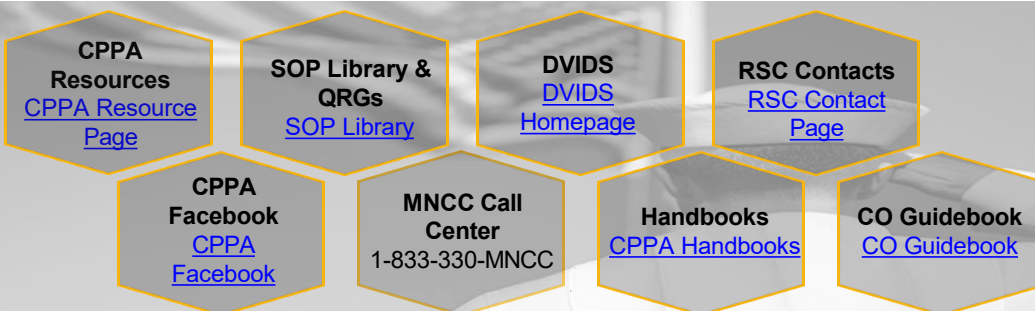 CPPA
Resources
CPPA Resource
Page
SOP Library &
QRGs
SOP Library
DVIDS
DVIDS
Homepage
RSC Contacts
RSC Contact
Page
CPPA
Facebook
CPPA
Facebook
MNCC Call
Center
1-833-330-MNCC
Handbooks
CPPA Handbooks
CO Guidebook
CO Guidebook